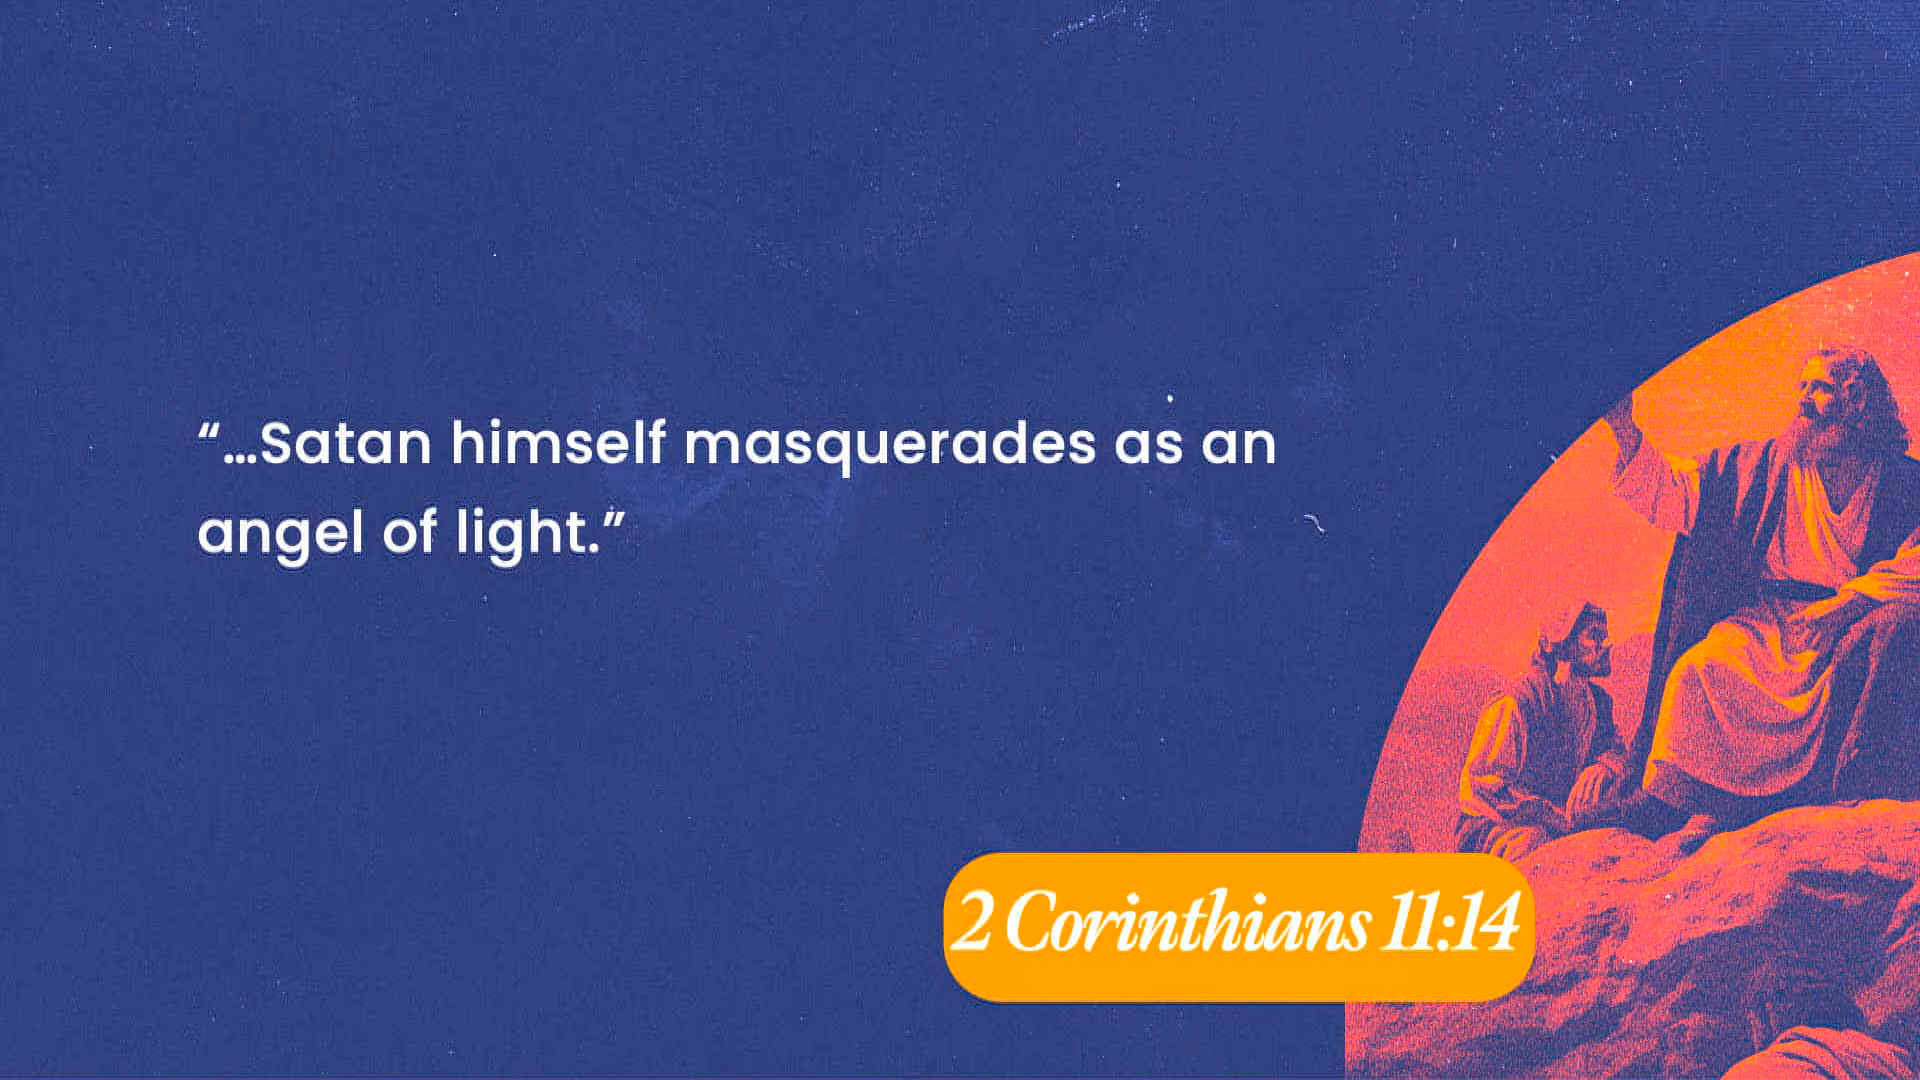 “…Satan himself masquerades as an
angel of light.”
2 Corinthians 11:14